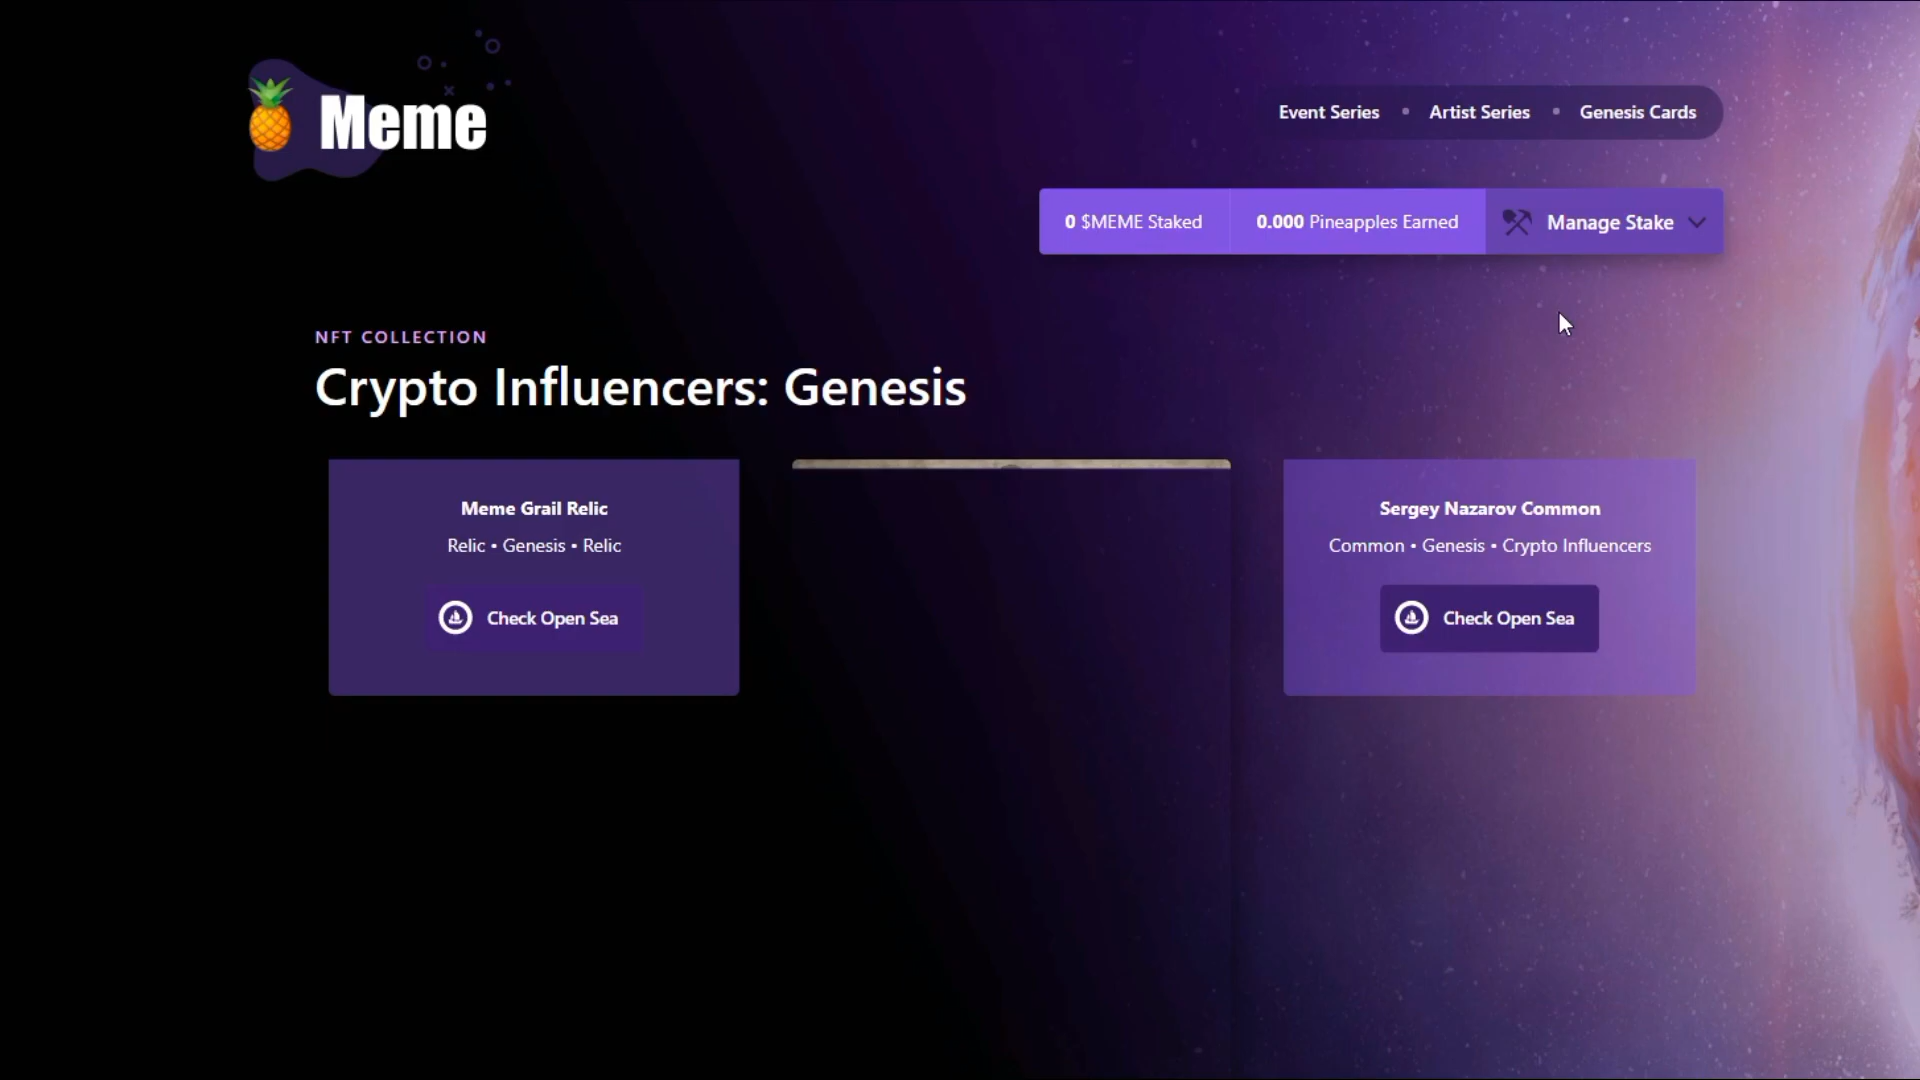 Meme
Event Series • Artist Series • Genesis Cards
0 $MEME Staked
0.000 Pineapples Earned
Manage Stake
NFT COLLECTION
Crypto Influencers: Genesis
Meme Grail Relic
Relic • Genesis • Relic
Check Open Sea
Sergey Nazarov Common
Common • Genesis • Crypto Influencers
Check Open Sea